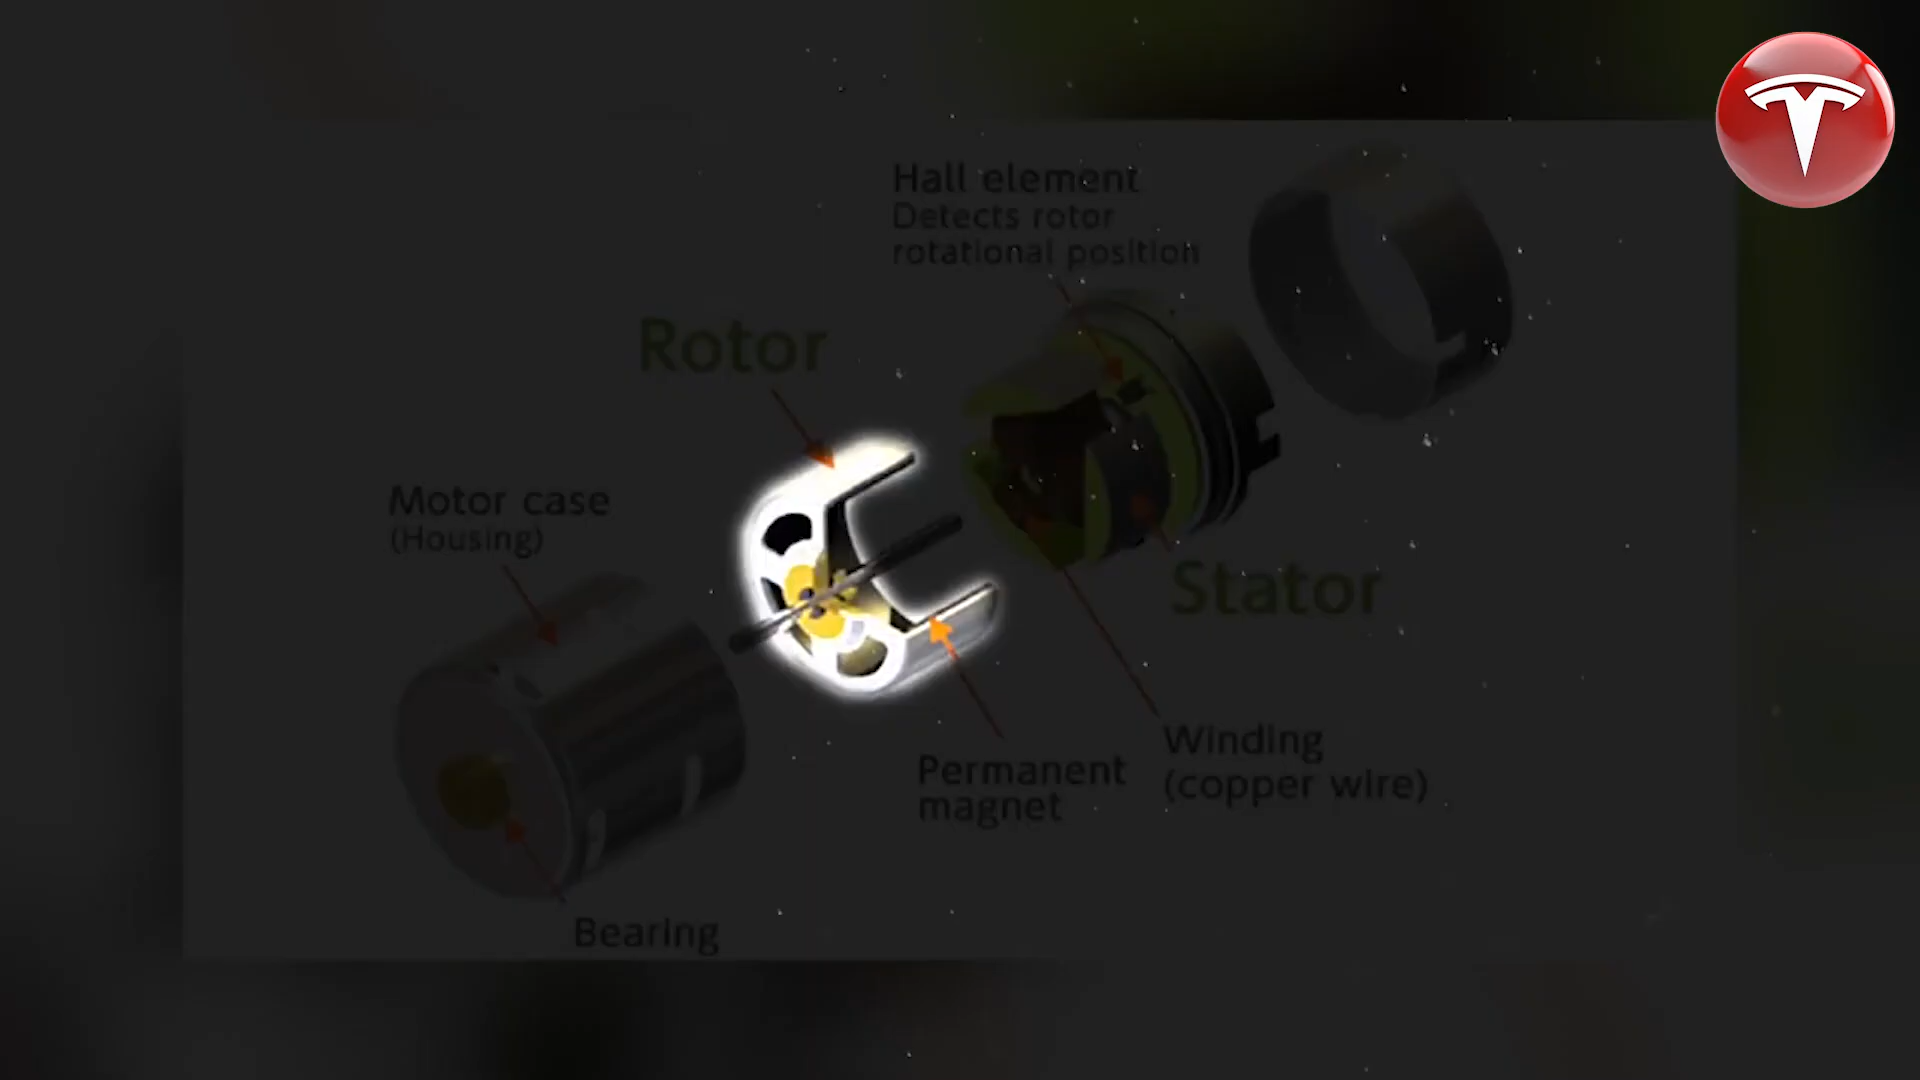 Hall element
Detects rotor
rotational position
Rotor
Motor case
(Housing)
Stator
Permanent
magnet
Winding
(copper wire)
Bearing